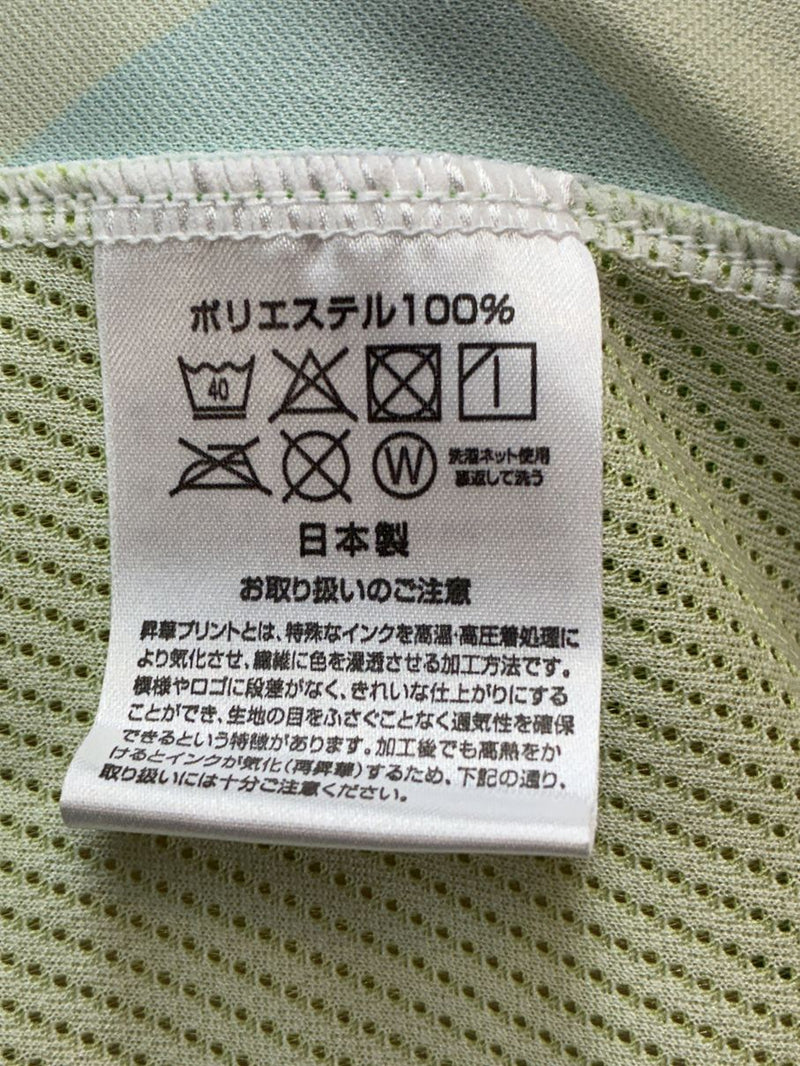 ポリエステル100%
40
W
洗濯ネット使用
裏返して洗う
日本製
お取り扱いのご注意
昇華プリントとは、特殊なインクを高温・高圧着処理に
より気化させ、繊維に色を浸透させる加工方法です。
模様やロゴに段差がなく、きれいな仕上がりにする
ことができ、生地の目をふさぐことなく通気性を確保
できるという特徴があります。加工後でも高熱をか
けるとインクが気化(再昇華)するため、下記の通り、
取り扱いには十分ご注意ください。